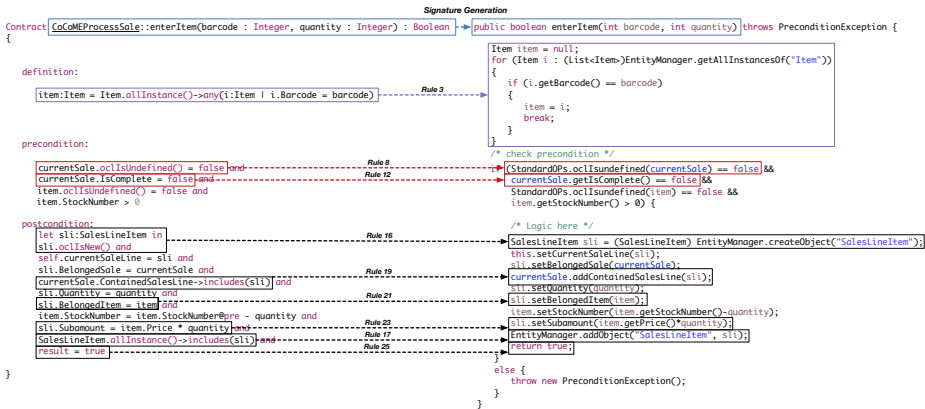 Signature Generation
Contract CoCoMEProcessSale::enterItem(barcode : Integer, quantity : Integer) : Boolean public boolean enterItem(int barcode, int quantity) throws PreconditionException {
{
Item item = null;
for (Item i : (List<Item>)EntityManager.getAllInstancesOf("Item"))
definition:
{
if (i.getBarcode() == barcode)
item:Item = Item.allInstance()->any(i:Item | i.Barcode = barcode) Rule 3
{
item = i;
break;
}
precondition:
}
/* check precondition */
currentSale.oclIsUndefined() = false and Rule 8 if (StandardOPs.oclIsundefined(currentSale) == false &&
currentSale.IsComplete = false and Rule 12 currentSale.getIsComplete() == false &&
item.oclIsUndefined() = false and StandardOPs.oclIsundefined(item) == false &&
item.StockNumber > 0 item.getStockNumber() > 0) {
postcondition: /* Logic here */
let sli:SalesLineItem in Rule 16 SalesLineItem sli = (SalesLineItem) EntityManager.createObject("SalesLineItem");
sli.oclIsNew() and
self.currentSaleLine = sli and this.setCurrentSaleLine(sli);
sli.BelongedSale = currentSale and sli.setBelongedSale(currentSale);
currentSale.ContainedSalesLine->includes(sli) and Rule 19 currentSale.addContainedSalesLine(sli);
sli.Quantity = quantity and sli.setQuantity(quantity);
sli.BelongedItem = item and Rule 21 sli.setBelongedItem(item);
item.StockNumber = item.StockNumber@pre - quantity and item.setStockNumber(item.getStockNumber()-quantity);
sli.Subamount = item.Price * quantity and Rule 23 sli.setSubamount(item.getPrice()*quantity);
SalesLineItem.allInstance()->includes(sli) and Rule 17 EntityManager.addObject("SalesLineItem", sli);
result = true Rule 25 return true;
}
} else {
throw new PreconditionException();
}
}